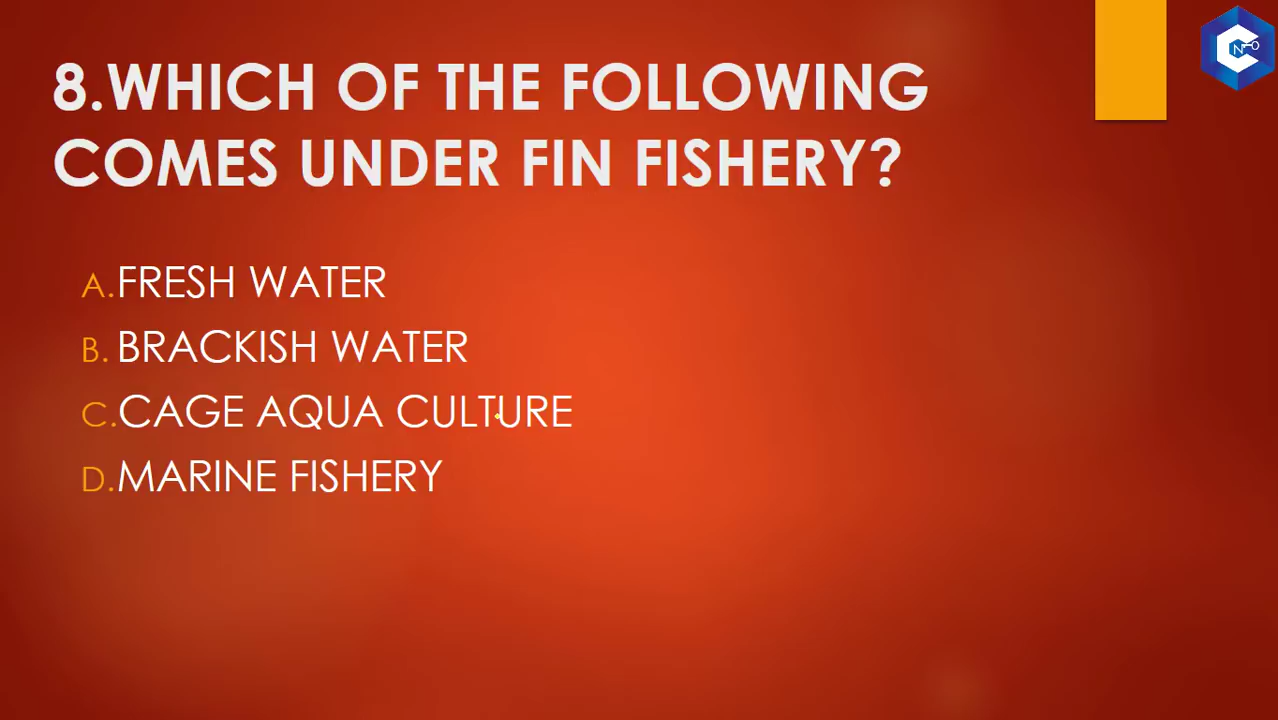 8.WHICH OF THE FOLLOWING
COMES UNDER FIN FISHERY?
A.FRESH WATER
B. BRACKISH WATER
C.CAGE AQUA CULTURE
D.MARINE FISHERY
C
N